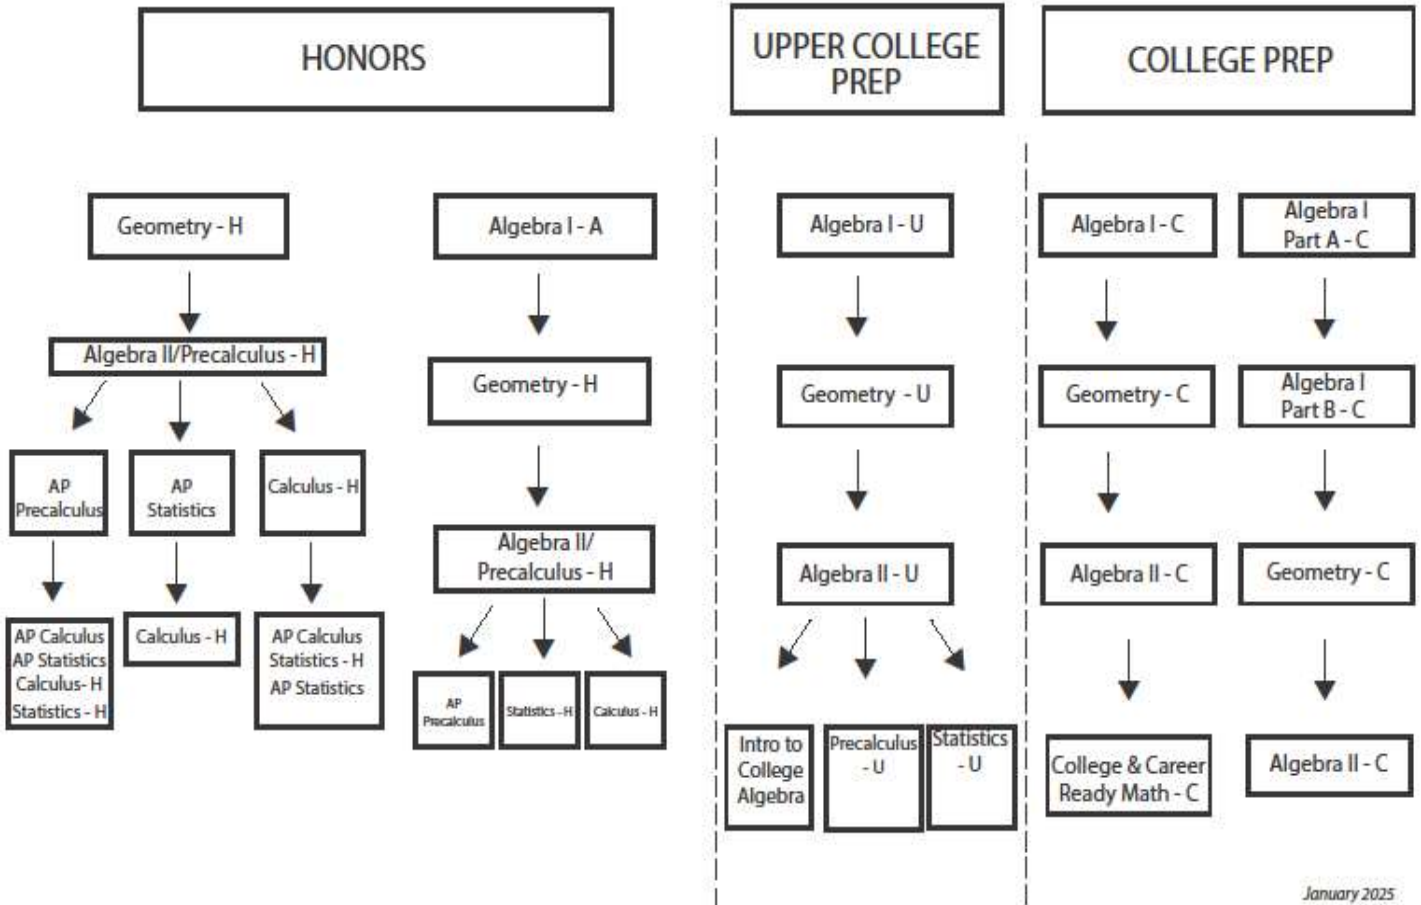 HONORS
UPPER COLLEGE
PREP
COLLEGE PREP
Geometry - H
Algebra II/Precalculus - H
AP
Precalculus
AP
Statistics
Calculus - H
AP Calculus
AP Statistics
Calculus- H
Statistics - H
Calculus - H
AP Calculus
Statistics - H
AP Statistics
Algebra I - A
Geometry - H
Algebra II/
Precalculus - H
AP
Precalculus
Statistics - H
Calculus - H
Algebra I - U
Geometry - U
Algebra II - U
Intro to
College
Algebra
Precalculus
- U
Statistics
- U
Algebra I - C
Geometry - C
Algebra II - C
College & Career
Ready Math - C
Algebra I
Part A - C
Algebra I
Part B - C
Geometry - C
Algebra II - C
January 2025